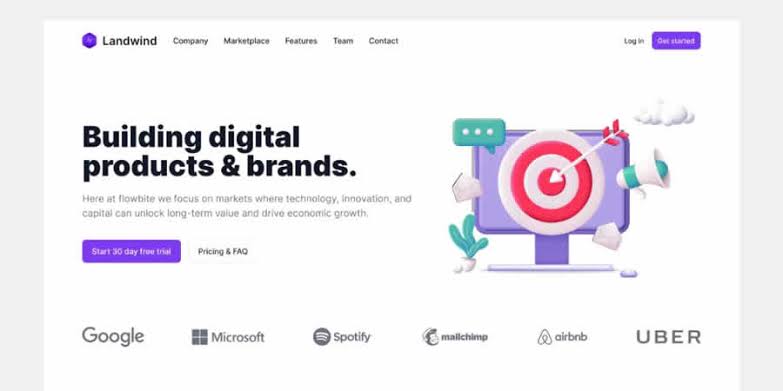 Landwind
Company
Marketplace
Features
Team
Contact
Log in
Get started
Building digital
products & brands.
Here at flowbite we focus on markets where technology, innovation, and
capital can unlock long-term value and drive economic growth.
Start 30 day free trial
Pricing & FAQ
Google
Microsoft
Spotify
mailchimp
airbnb
UBER